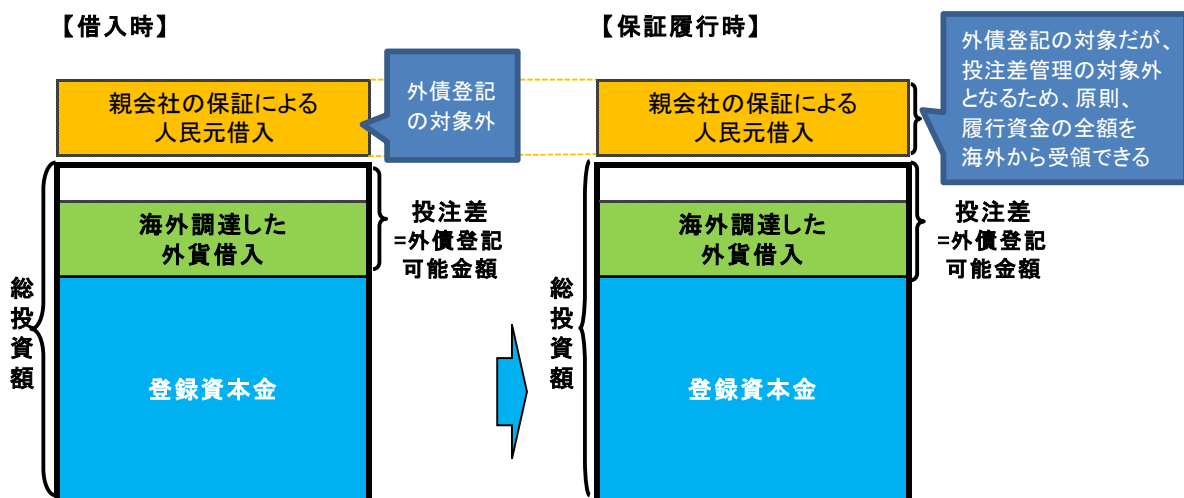 【借入時】
親会社の保証による
人民元借入
外債登記
の対象外
海外調達した
外貨借入
投注差
=外債登記
可能金額
総投資額
登録資本金
【保証履行時】
親会社の保証による
人民元借入
外債登記の対象だが、
投注差管理の対象外
となるため、原則、
履行資金の全額を
海外から受領できる
海外調達した
外貨借入
投注差
=外債登記
可能金額
総投資額
登録資本金